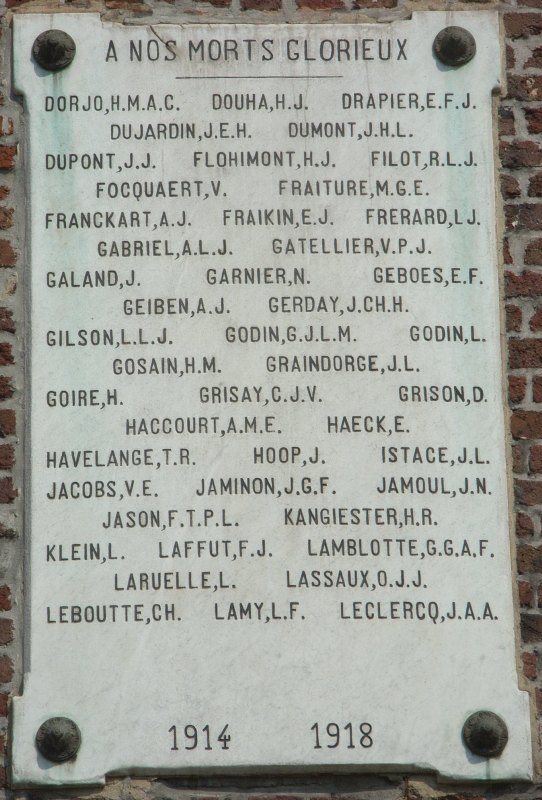 A NOS MORTS GLORIEUX
DORJO,H.M.A.C. DOUHA,H.J. DRAPIER,E.F.J.
DUJARDIN,J.E.H. DUMONT,J.H.L.
DUPONT,J.J. FLOHIMONT,H.J. FILOT,R.L.J.
FOCQUAERT,V. FRAITURE,M.G.E.
FRANCKART,A.J. FRAIKIN,E.J. FRERARD,L.J.
GABRIEL,A.L.J. GATELLIER,V.P.J.
GALAND,J. GARNIER,N. GEBOES,E.F.
GEIBEN,A.J. GERDAY,J.CH.H.
GILSON,L.L.J. GODIN,G.J.L.M. GODIN,L.
GOSAIN,H.M. GRAINDORGE,J.L.
GOIRE,H. GRISAY,C.J.V. GRISON,D.
HACCOURT,A.M.E. HAECK,E.
HAVELANGE,T.R. HOOP,J. ISTACE,J.L.
JACOBS,V.E. JAMINON,J.G.F. JAMOUL,J.N.
JASON,F.T.P.L. KANGIESTER,H.R.
KLEIN,L. LAFFUT,F.J. LAMBLOTTE,G.G.A.F.
LARUELLE,L. LASSAUX,O.J.J.
LEBOUTTE,CH. LAMY,L.F. LECLERCQ,J.A.A.
1914 1918